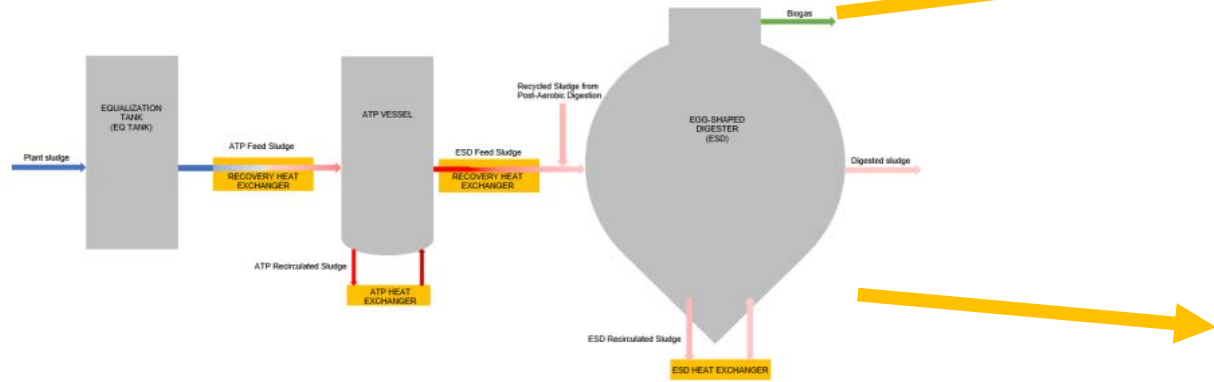 Biogas
EQUALIZATION
TANK
(EQ TANK)
ATP VESSEL
Recycled Sludge from
Post-Aerobic Digestion
EGG-SHAPED
DIGESTER
(ESD)
Plant sludge
ATP Feed Sludge
ESD Feed Sludge
Digested sludge
RECOVERY HEAT
EXCHANGER
RECOVERY HEAT
EXCHANGER
ATP Recirculated Sludge
ATP HEAT
EXCHANGER
ESD Recirculated Sludge
ESD HEAT EXCHANGER